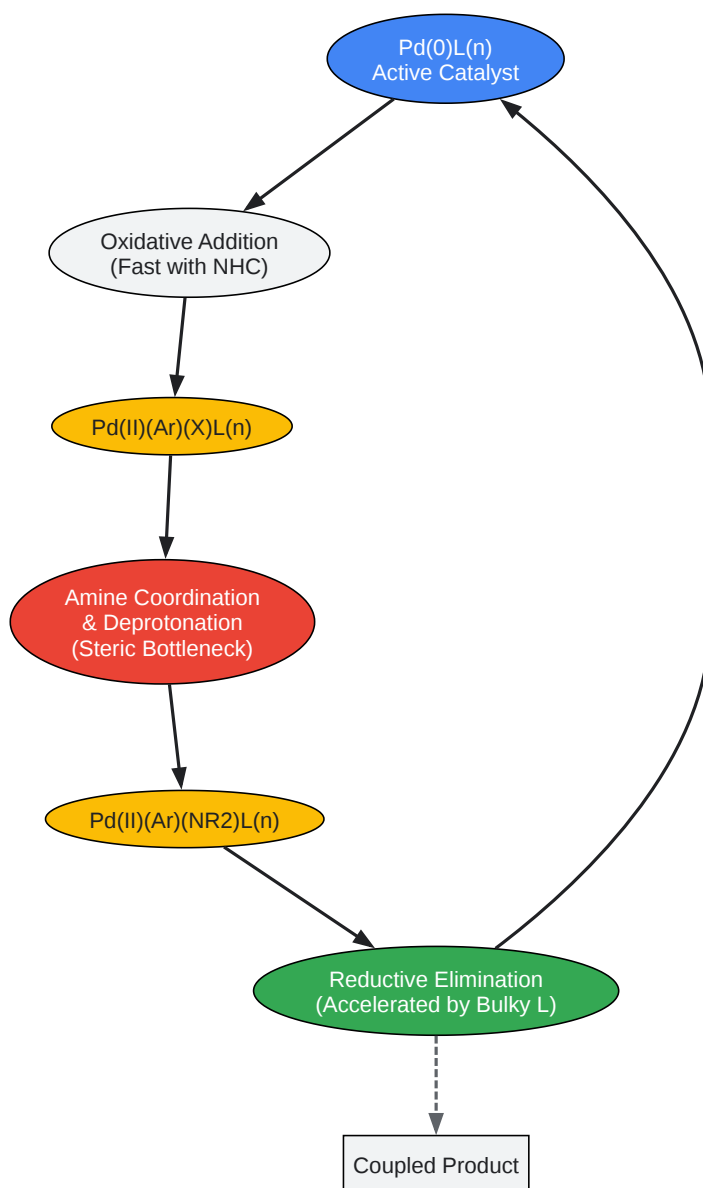 Pd(0)L(n)
Active Catalyst
Oxidative Addition
(Fast with NHC)
Pd(II)(Ar)(X)L(n)
Amine Coordination
& Deprotonation
(Steric Bottleneck)
Pd(II)(Ar)(NR2)L(n)
Reductive Elimination
(Accelerated by Bulky L)
Coupled Product